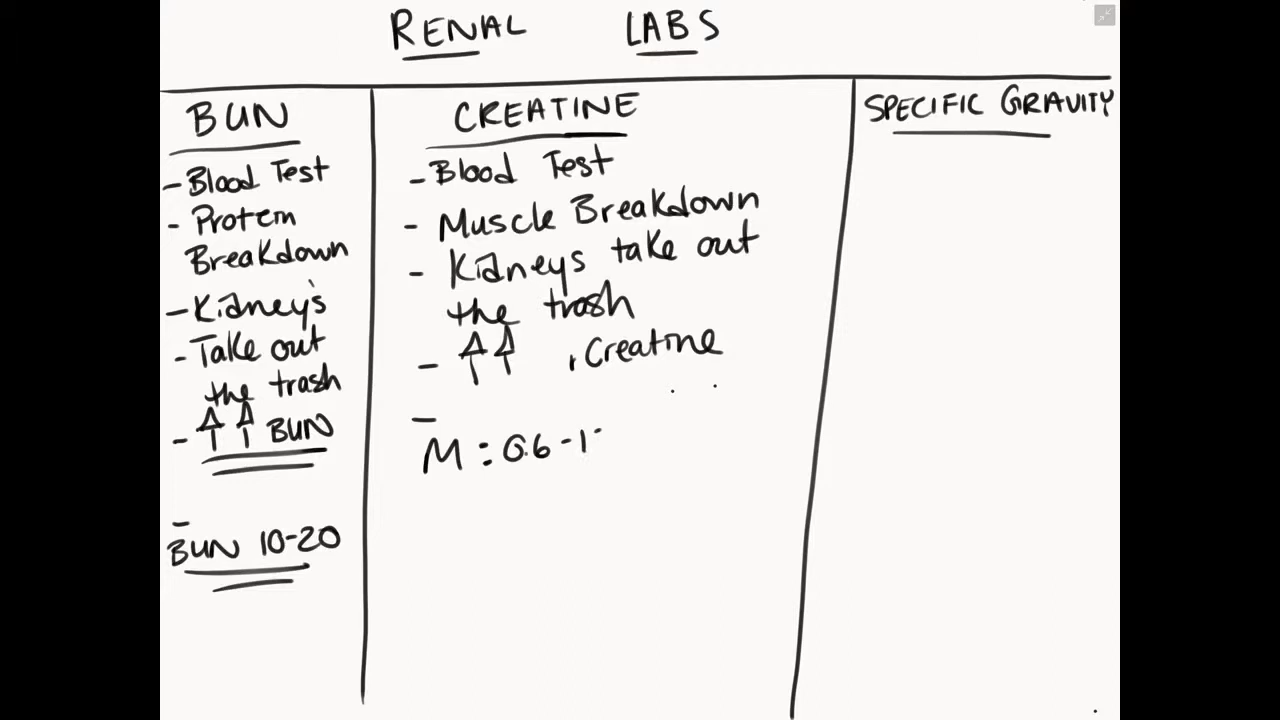 RENAL LABS
BUN
- Blood Test
- Protein
Breakdown
- Kidney's
- Take out
the trash
- ↑↑ BUN
-
BUN 10-20
CREATINE
- Blood Test
- Muscle Breakdown
- Kidneys take out
the trash
- ↑↑ Creatine
-
M : 0.6 - 1
SPECIFIC GRAVITY